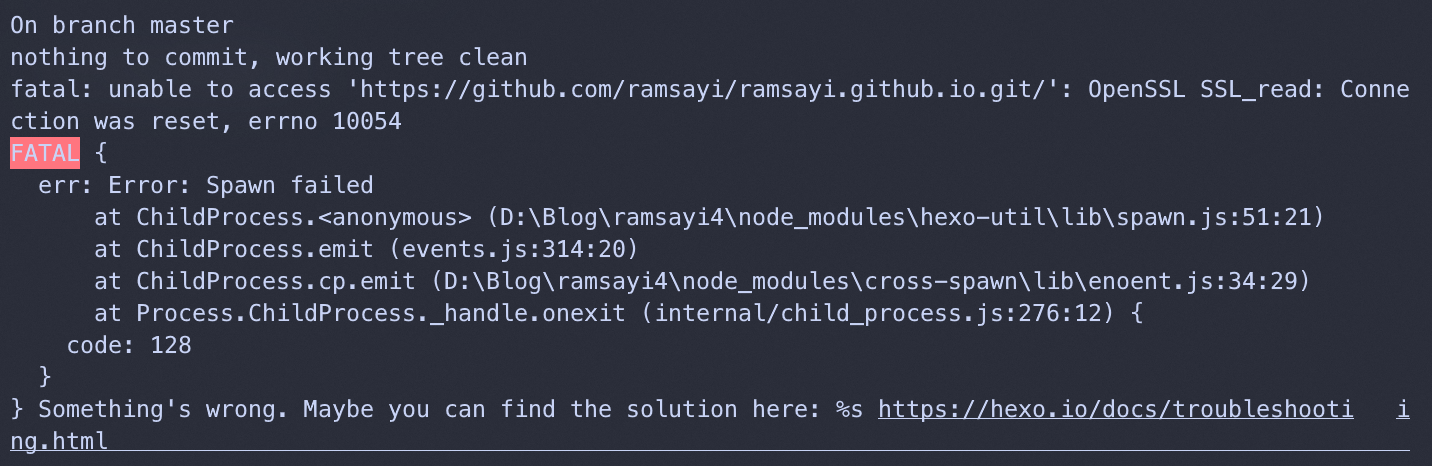 On branch master
nothing to commit, working tree clean
fatal: unable to access 'https://github.com/ramsayi/ramsayi.github.io.git/': OpenSSL SSL_read: Conne
ction was reset, errno 10054
FATAL {
  err: Error: Spawn failed
      at ChildProcess.<anonymous> (D:\Blog\ramsayi4\node_modules\hexo-util\lib\spawn.js:51:21)
      at ChildProcess.emit (events.js:314:20)
      at ChildProcess.cp.emit (D:\Blog\ramsayi4\node_modules\cross-spawn\lib\enoent.js:34:29)
      at Process.ChildProcess._handle.onexit (internal/child_process.js:276:12) {
    code: 128
  }
} Something's wrong. Maybe you can find the solution here: %s https://hexo.io/docs/troubleshooti   i
ng.html